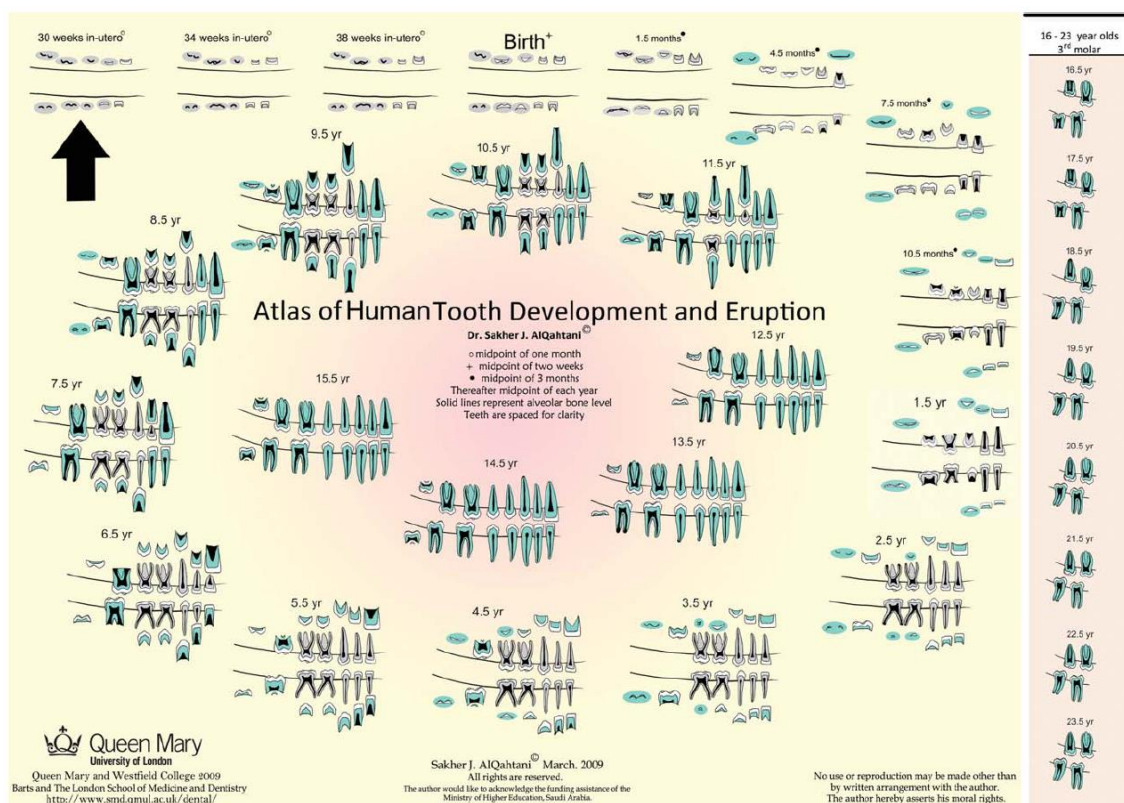 30 weeks in-utero○
34 weeks in-utero○
38 weeks in-utero○
Birth+
1.5 months●
4.5 months●
7.5 months●
9.5 yr
10.5 yr
11.5 yr
8.5 yr
10.5 months●
Atlas of Human Tooth Development and Eruption
Dr. Sakher J. AlQahtani©
○ midpoint of one month
+ midpoint of two weeks
● midpoint of 3 months
Thereafter midpoint of each year
Solid lines represent alveolar bone level
Teeth are spaced for clarity
12.5 yr
7.5 yr
15.5 yr
1.5 yr
13.5 yr
14.5 yr
6.5 yr
2.5 yr
5.5 yr
4.5 yr
3.5 yr
Queen Mary
University of London
Queen Mary and Westfield College 2009
Barts and The London School of Medicine and Dentistry
http://www.smd.qmul.ac.uk/dental/
Sakher J. AlQahtani© March. 2009
All rights are reserved.
The author would like to acknowledge the funding assistance of the
Ministry of Higher Education, Saudi Arabia.
No use or reproduction may be made other than
by written arrangement with the author.
The author hereby asserts his moral rights.
16 - 23 year olds
3rd molar
16.5 yr
17.5 yr
18.5 yr
19.5 yr
20.5 yr
21.5 yr
22.5 yr
23.5 yr